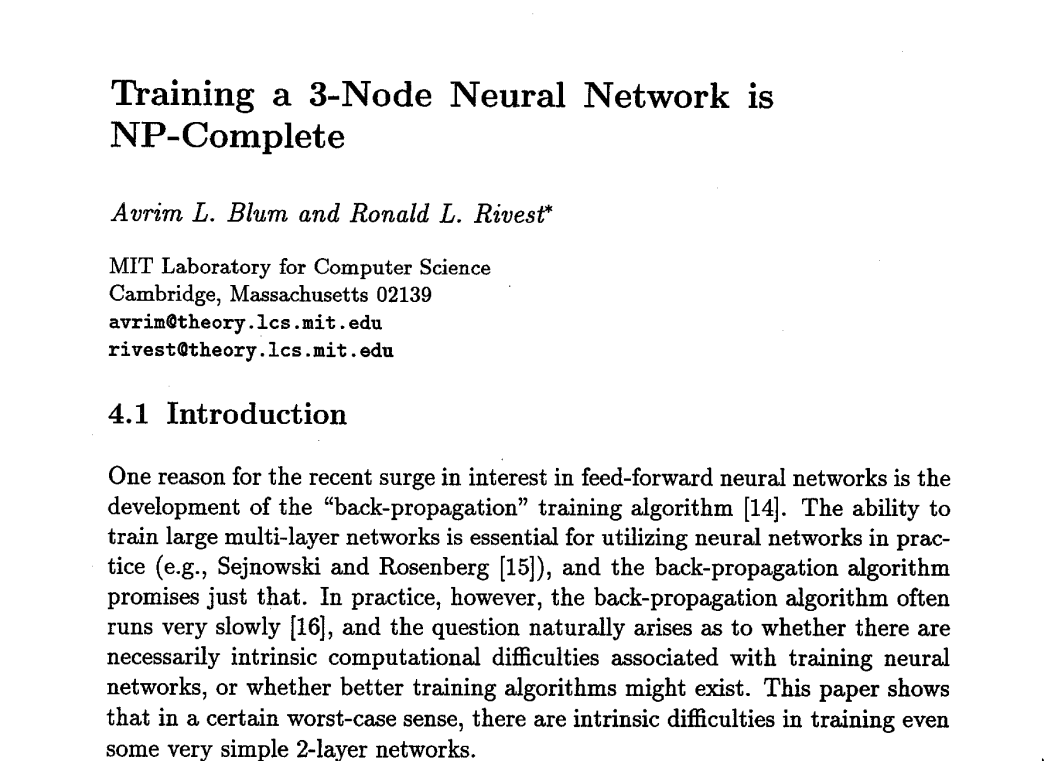 Training a 3-Node Neural Network is
NP-Complete
Avrim L. Blum and Ronald L. Rivest*
MIT Laboratory for Computer Science
Cambridge, Massachusetts 02139
avrim@theory.lcs.mit.edu
rivest@theory.lcs.mit.edu
4.1 Introduction
One reason for the recent surge in interest in feed-forward neural networks is the
development of the “back-propagation” training algorithm [14]. The ability to
train large multi-layer networks is essential for utilizing neural networks in prac-
tice (e.g., Sejnowski and Rosenberg [15]), and the back-propagation algorithm
promises just that. In practice, however, the back-propagation algorithm often
runs very slowly [16], and the question naturally arises as to whether there are
necessarily intrinsic computational difficulties associated with training neural
networks, or whether better training algorithms might exist. This paper shows
that in a certain worst-case sense, there are intrinsic difficulties in training even
some very simple 2-layer networks.